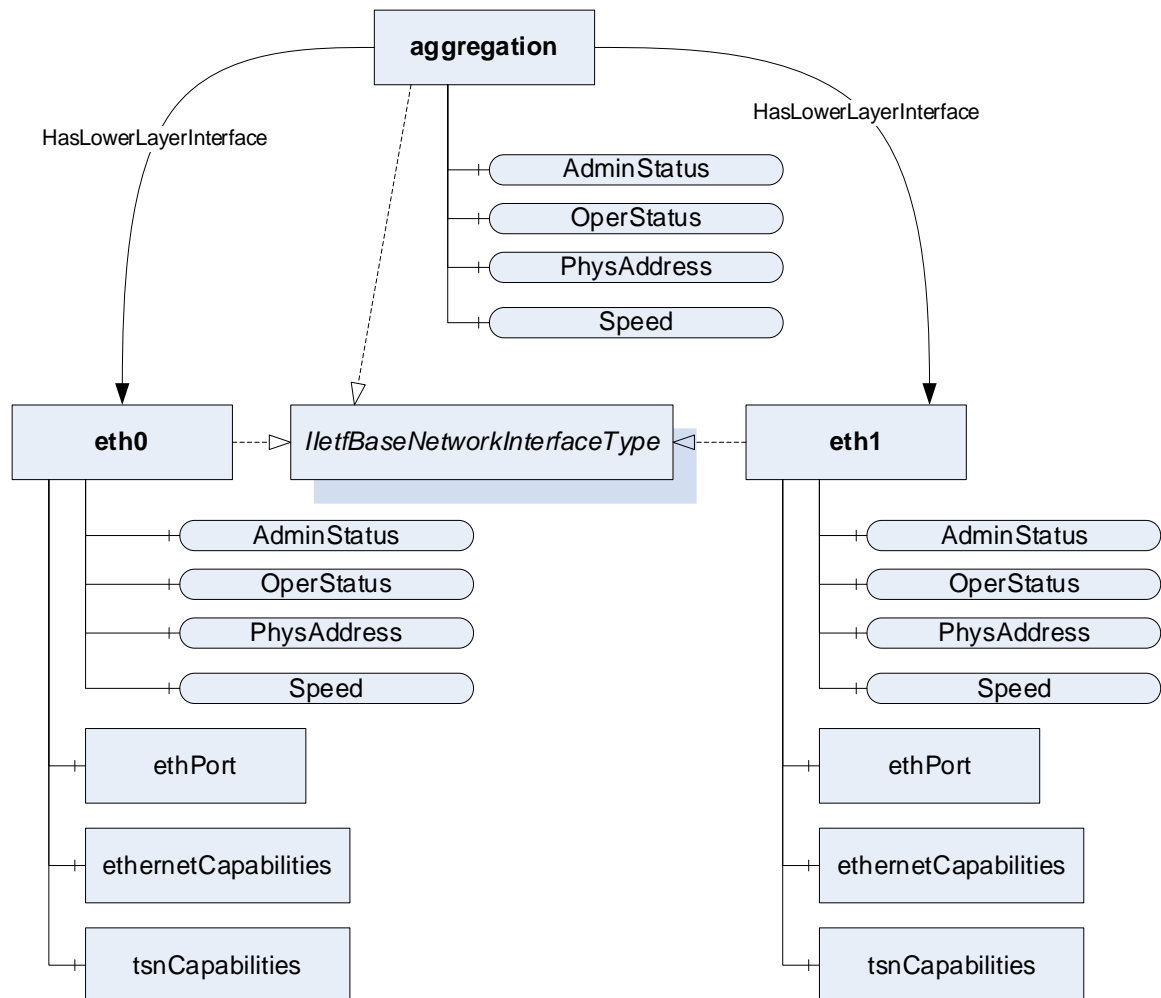 aggregation
HasLowerLayerInterface
HasLowerLayerInterface
AdminStatus
OperStatus
PhysAddress
Speed
eth0
IIetfBaseNetworkInterfaceType
eth1
AdminStatus
OperStatus
PhysAddress
Speed
ethPort
ethernetCapabilities
tsnCapabilities
AdminStatus
OperStatus
PhysAddress
Speed
ethPort
ethernetCapabilities
tsnCapabilities